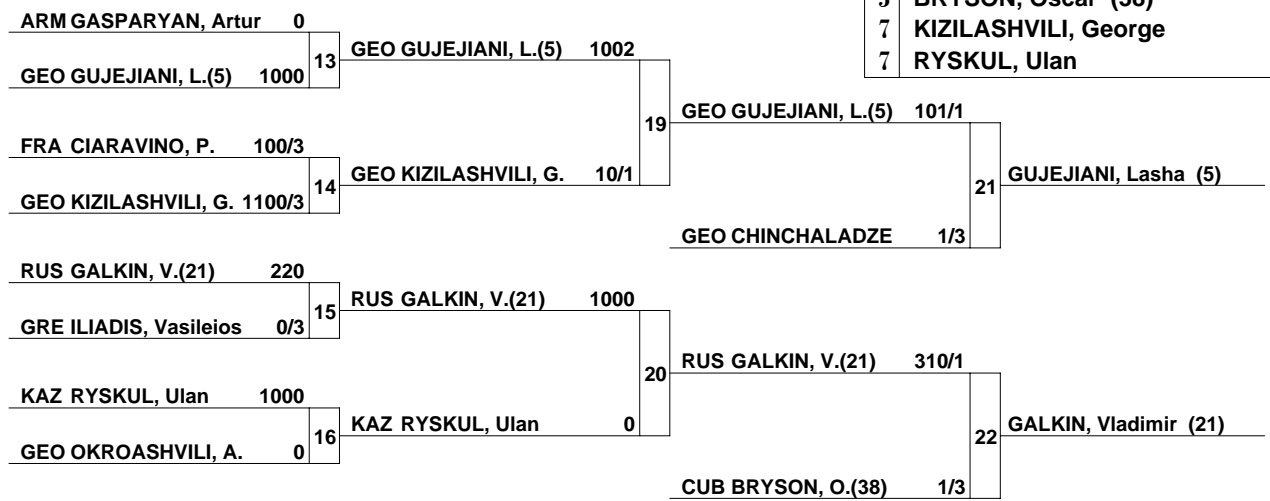 ARM GASPARYAN, Artur 0
13
GEO GUJEJIANI, L.(5) 1000
GEO GUJEJIANI, L.(5) 1002
FRA CIARAVINO, P. 100/3
14
GEO KIZILASHVILI, G. 1100/3
GEO KIZILASHVILI, G. 10/1
19
GEO GUJEJIANI, L.(5) 101/1
RUS GALKIN, V.(21) 220
15
GRE ILIADIS, Vasileios 0/3
RUS GALKIN, V.(21) 1000
KAZ RYSKUL, Ulan 1000
16
GEO OKROASHVILI, A. 0
KAZ RYSKUL, Ulan 0
20
RUS GALKIN, V.(21) 310/1
GEO CHINCHALADZE 1/3
21
GUJEJIANI, Lasha (5)
CUB BRYSON, O.(38) 1/3
22
GALKIN, Vladimir (21)
5 BRYSON, Oscar (38)
7 KIZILASHVILI, George
7 RYSKUL, Ulan